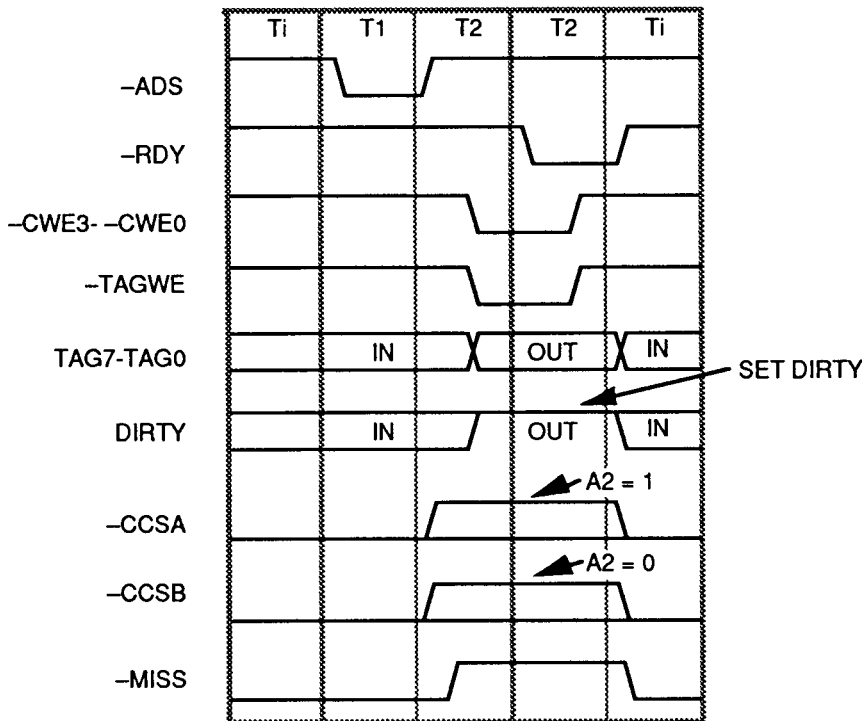 Ti T1 T2 T2 Ti
–ADS
–RDY
–CWE3- –CWE0
–TAGWE
TAG7-TAG0 IN OUT IN
SET DIRTY
DIRTY IN OUT IN
A2 = 1
–CCSA
A2 = 0
–CCSB
–MISS